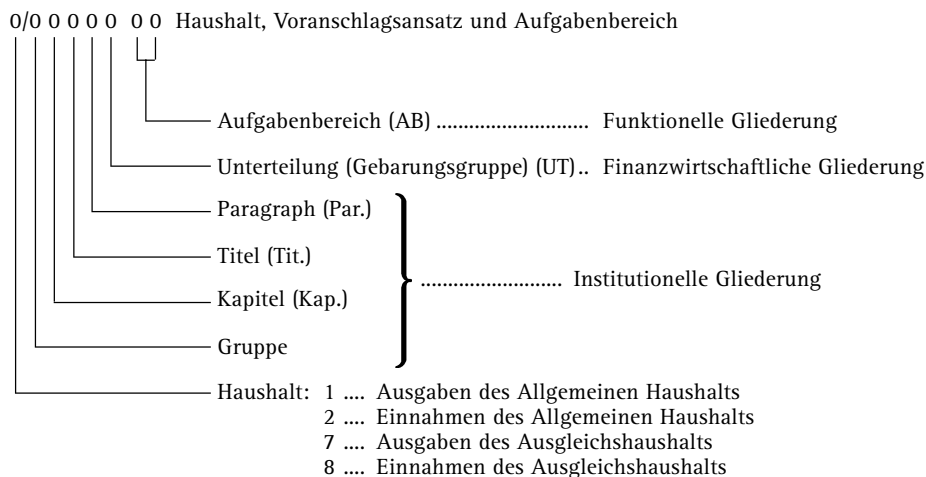 0/0 0 0 0 0 0 0 Haushalt, Voranschlagsansatz und Aufgabenbereich
Aufgabenbereich (AB) ............................ Funktionelle Gliederung
Unterteilung (Gebarungsgruppe) (UT) .. Finanzwirtschaftliche Gliederung
Paragraph (Par.)
Titel (Tit.)
.......................... Institutionelle Gliederung
Kapitel (Kap.)
Gruppe
Haushalt: 1 .... Ausgaben des Allgemeinen Haushalts
2 .... Einnahmen des Allgemeinen Haushalts
7 .... Ausgaben des Ausgleichshaushalts
8 .... Einnahmen des Ausgleichshaushalts